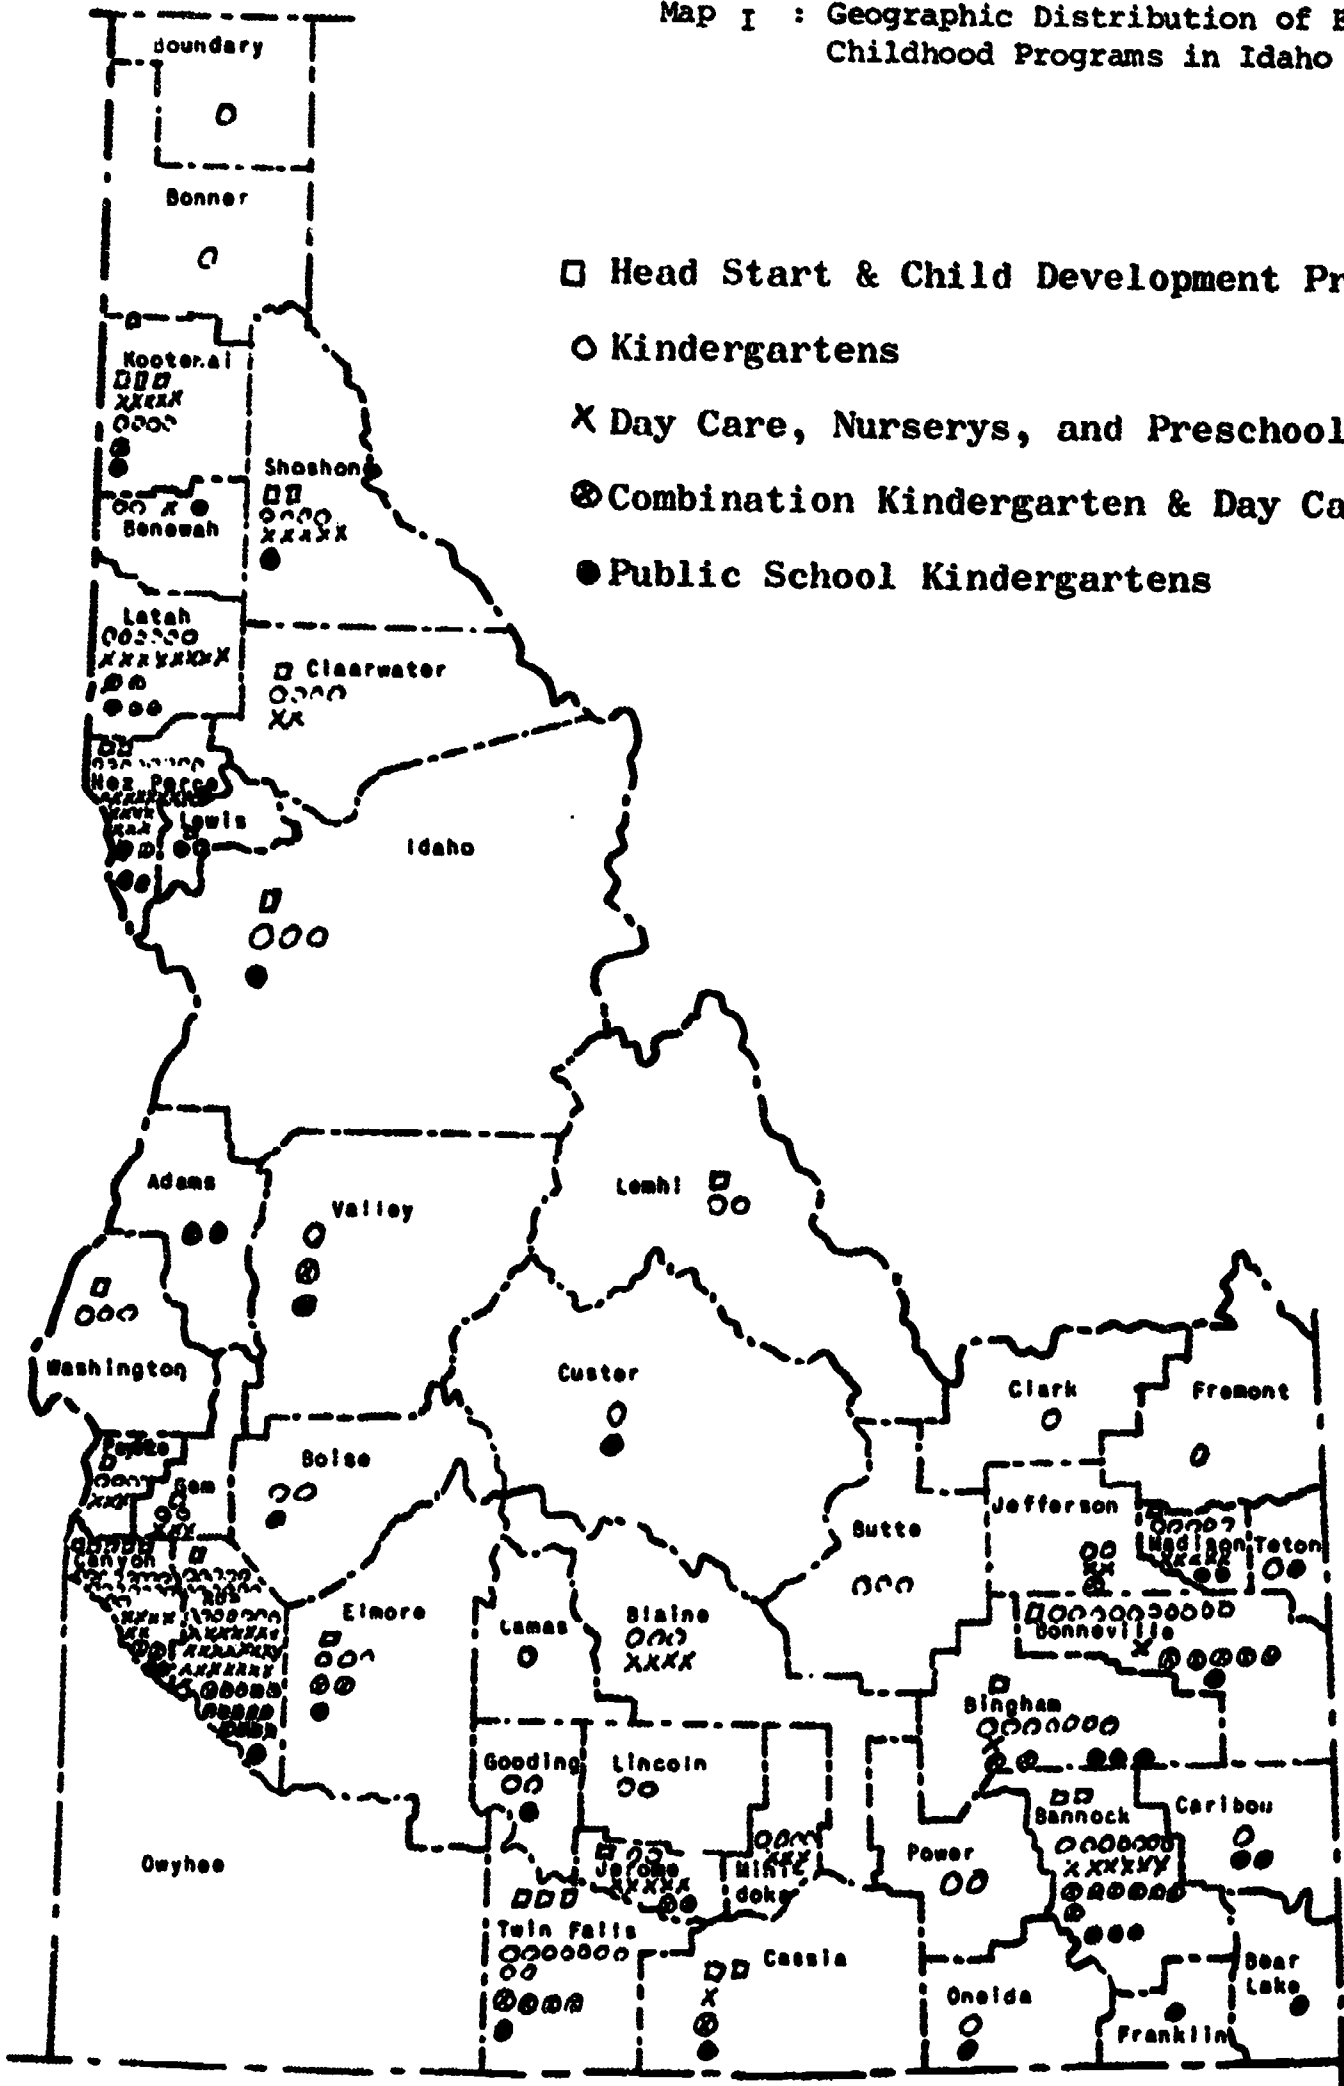 Map I : Geographic Distribution of E
Childhood Programs in Idaho
□ Head Start & Child Development Pr
O Kindergartens
X Day Care, Nurserys, and Preschool
⊗ Combination Kindergarten & Day Ca
● Public School Kindergartens
Boundary
Bonner
Kootenai
Shoshone
Benewah
Latah
Clearwater
Nez Perce
Lewis
Idaho
Adams
Valley
Lemhi
Washington
Custer
Clark
Fremont
Payette
Gem
Boise
Jefferson
Butte
Madison
Teton
Canyon
Ada
Elmore
Camas
Blaine
Bonneville
Bingham
Gooding
Lincoln
Bannock
Caribou
Owyhee
Jerome
Mini
doka
Power
Twin Falls
Cassia
Oneida
Bear
Lake
Franklin